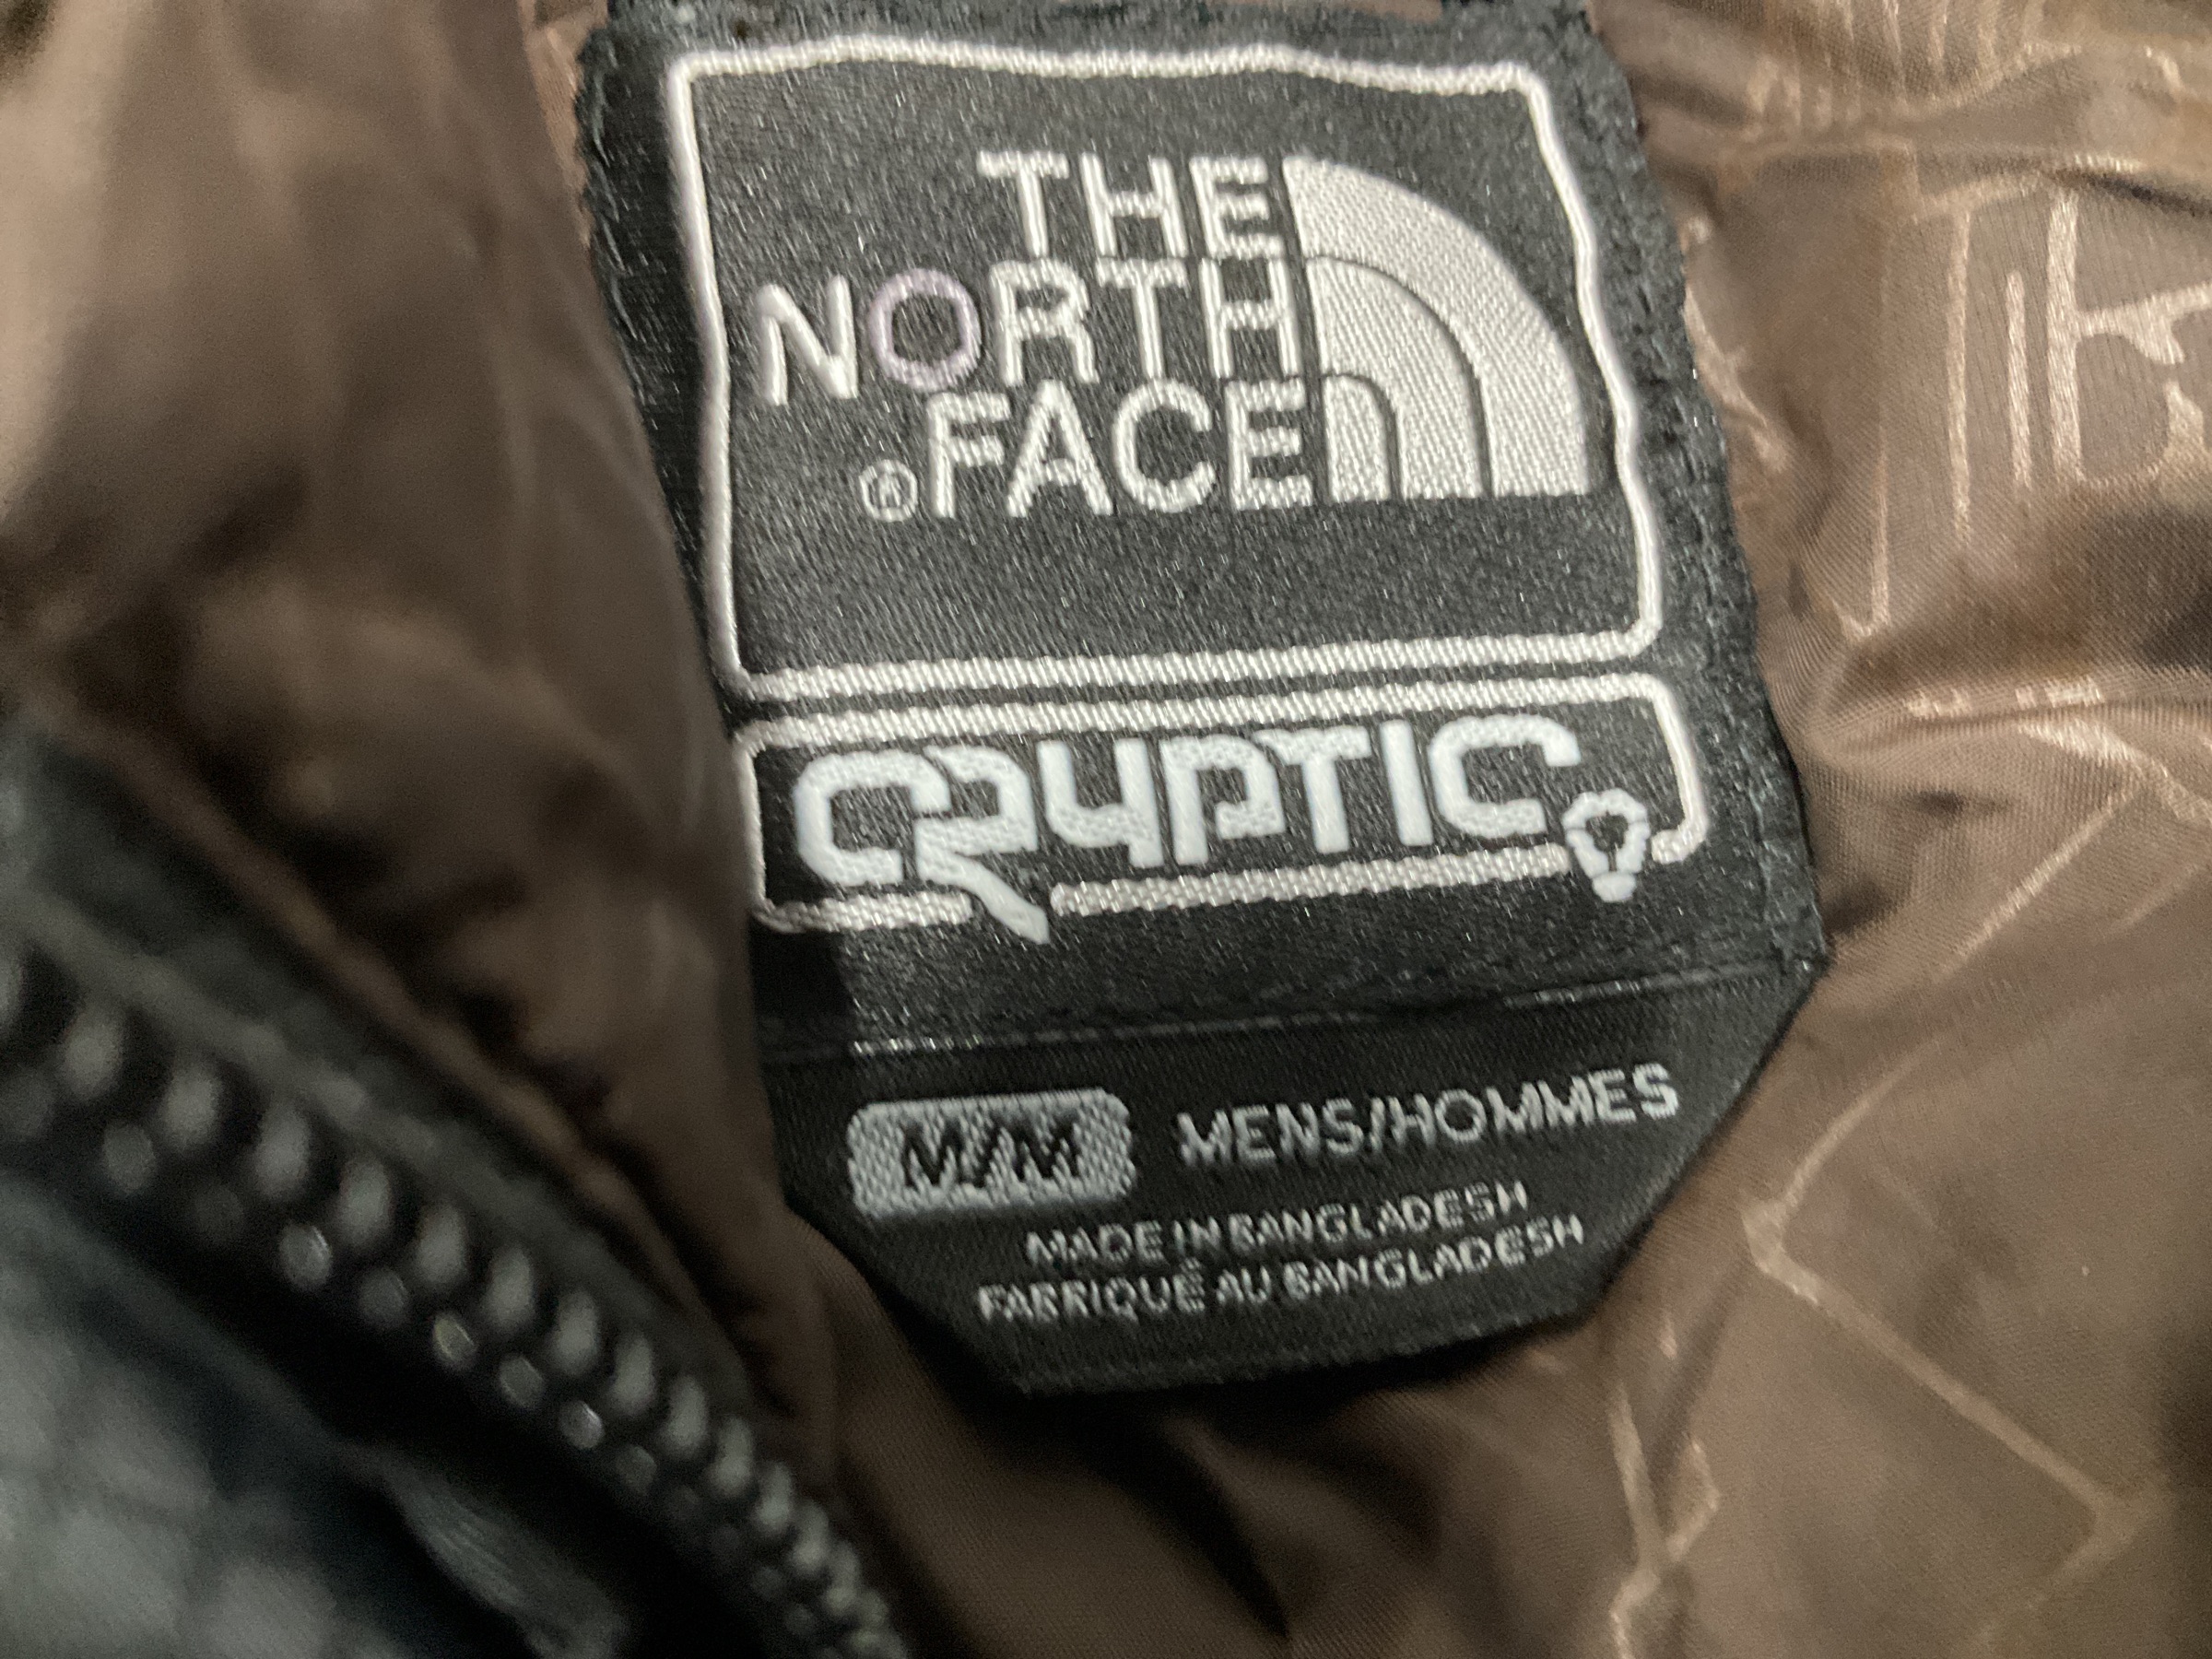 THE
NORTH
®FACE
CRYPTIC
M/M MENS/HOMMES
MADE IN BANGLADESH
FABRIQUÉ AU BANGLADESH